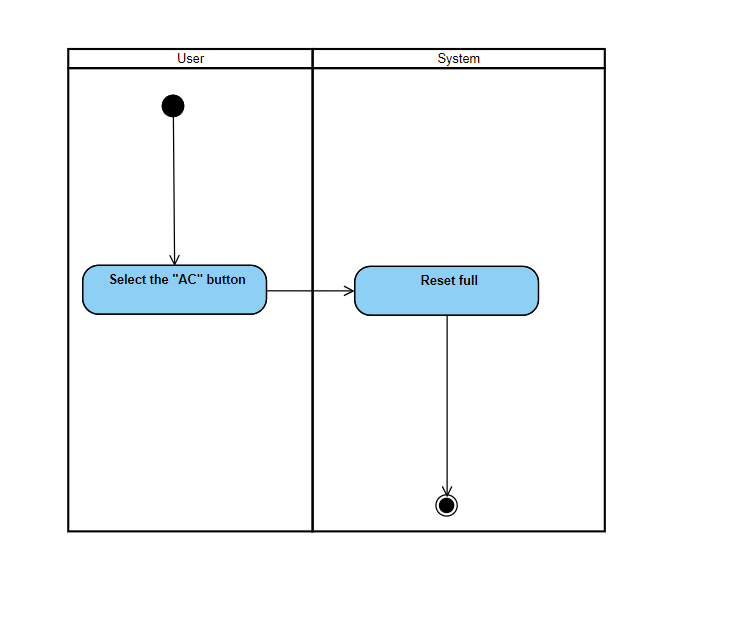 User
System
Select the "AC" button
Reset full